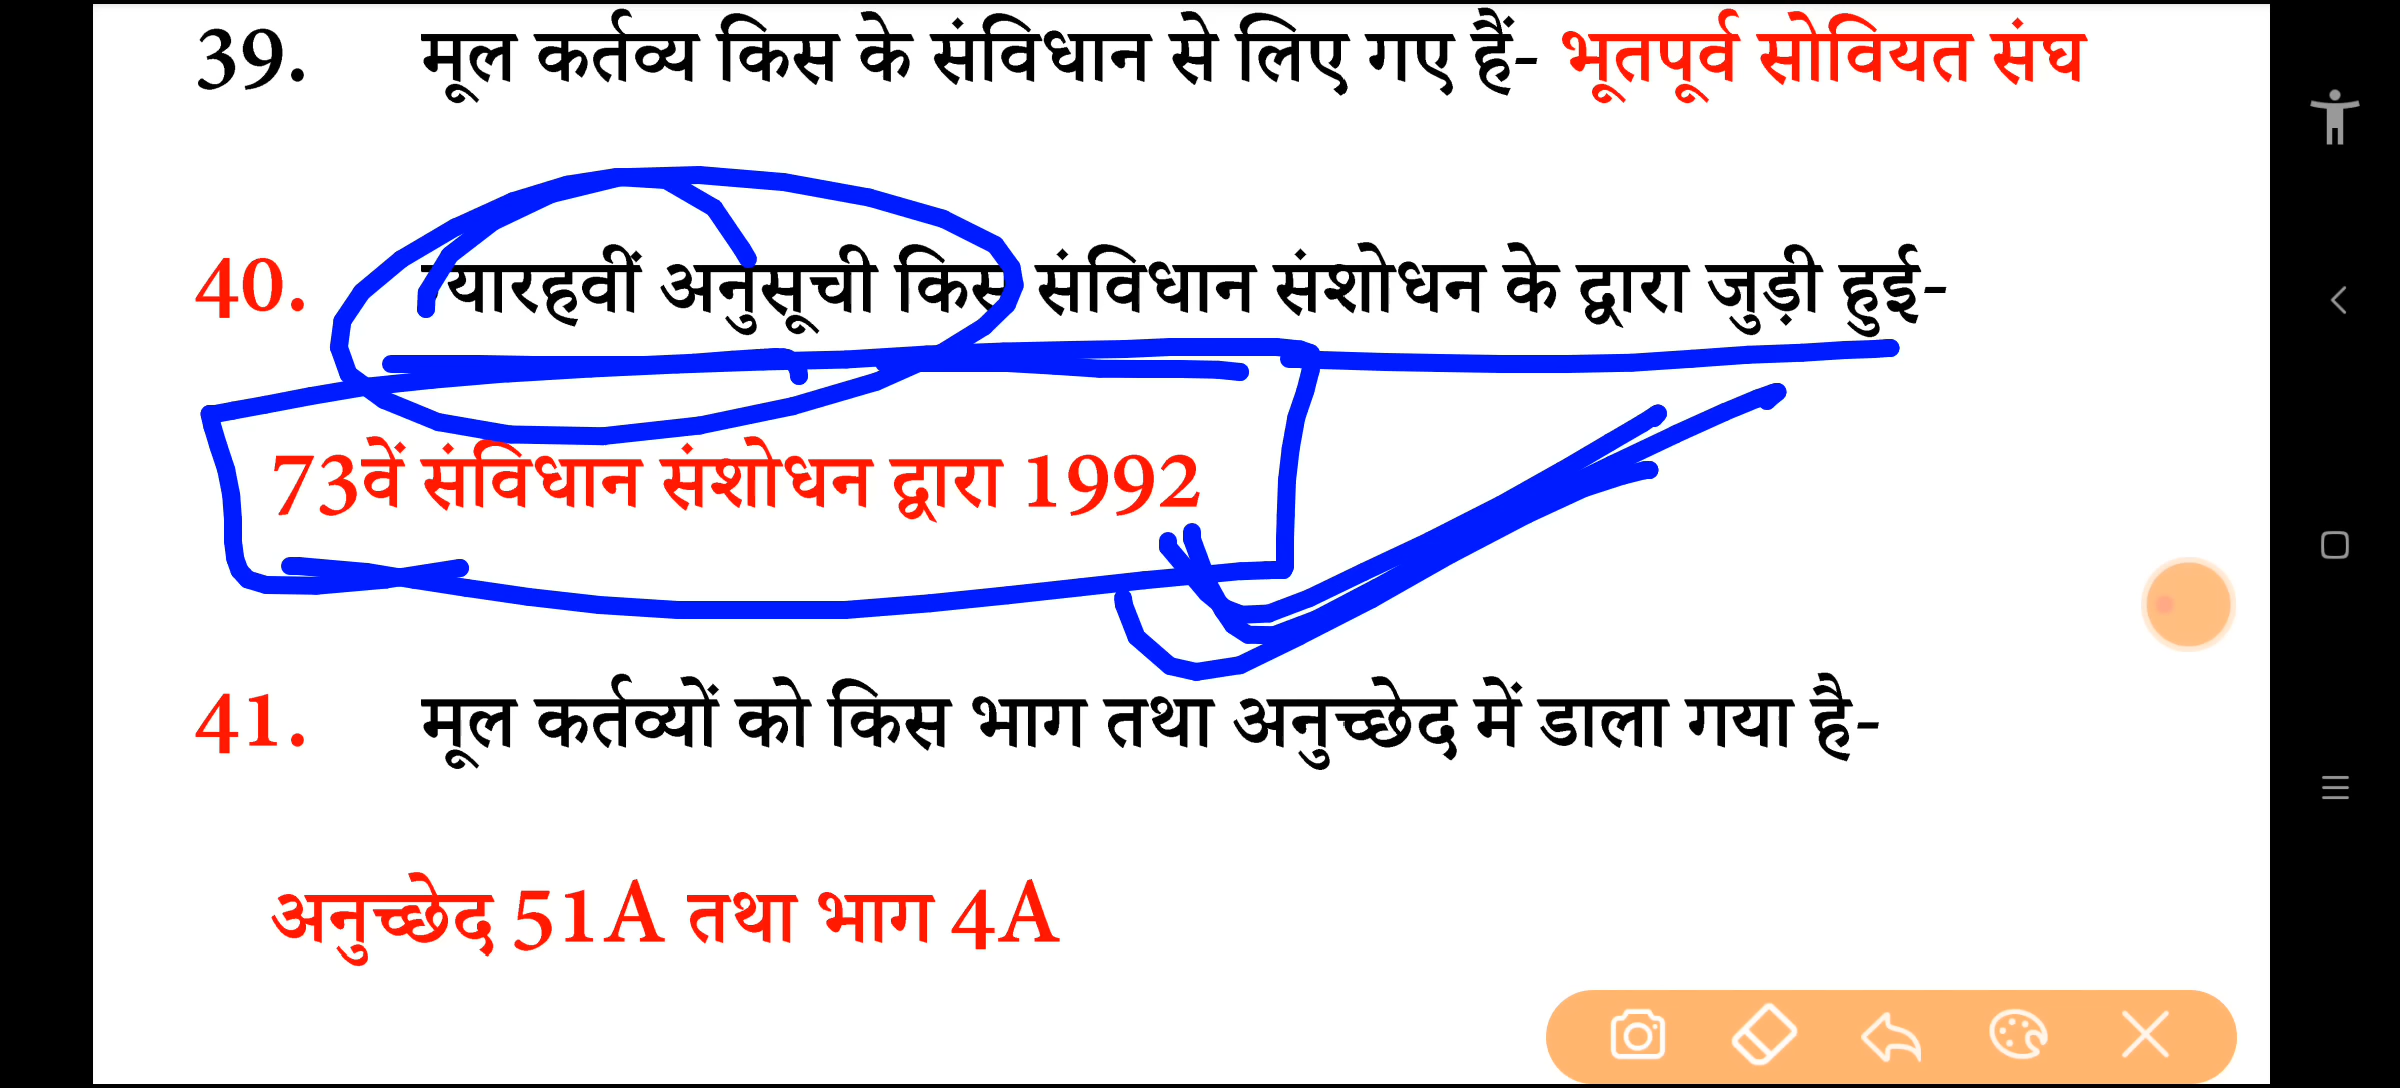 39. मूल कर्तव्य किस के संविधान से लिए गए हैं- भूतपूर्व सोवियत संघ
40. ग्यारहवीं अनुसूची किस संविधान संशोधन के द्वारा जुड़ी हुई-
73वें संविधान संशोधन द्वारा 1992
41. मूल कर्तव्यों को किस भाग तथा अनुच्छेद में डाला गया है-
अनुच्छेद 51A तथा भाग 4A